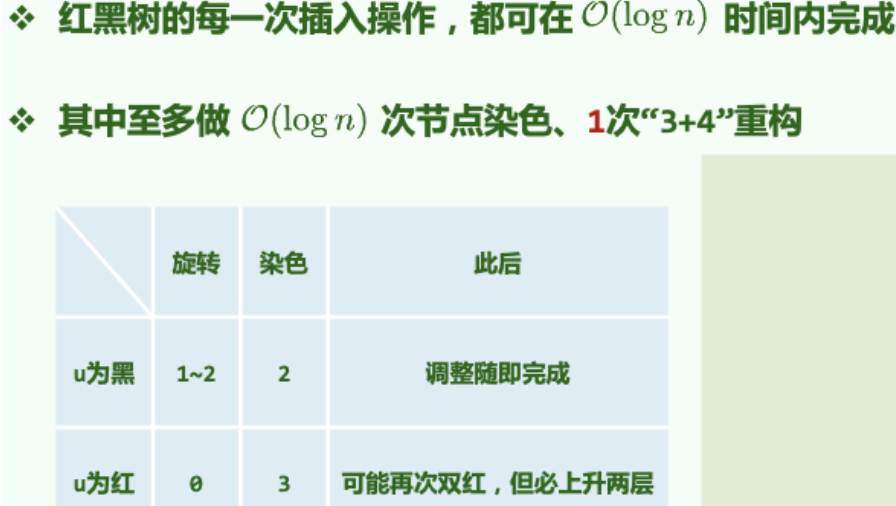 ❖ 红黑树的每一次插入操作，都可在 O(log n) 时间内完成
❖ 其中至多做 O(log n) 次节点染色、1次“3+4”重构
旋转 染色 此后
u为黑 1~2 2 调整随即完成
u为红 0 3 可能再次双红，但必上升两层